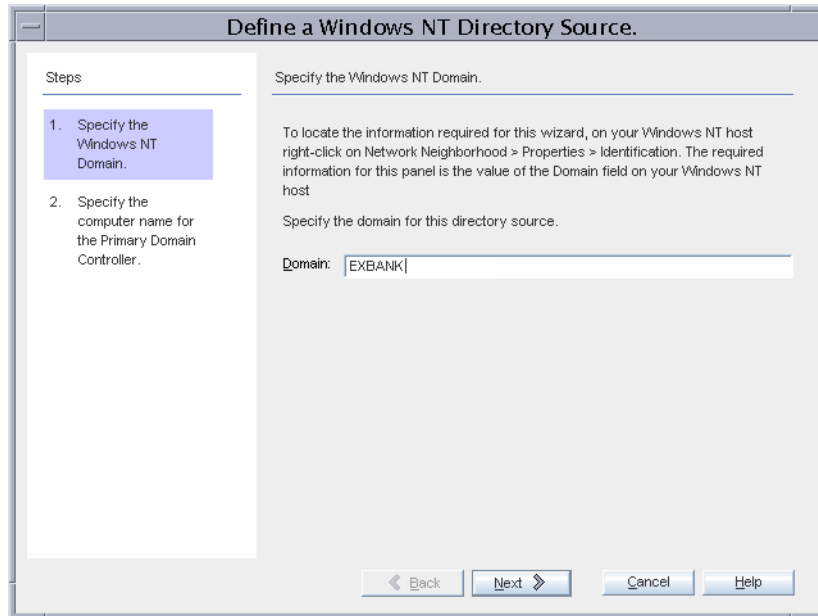 Define a Windows NT Directory Source.
Steps
1. Specify the
Windows NT
Domain.
2. Specify the
computer name for
the Primary Domain
Controller.
Specify the Windows NT Domain.
To locate the information required for this wizard, on your Windows NT host
right-click on Network Neighborhood > Properties > Identification. The required
information for this panel is the value of the Domain field on your Windows NT
host
Specify the domain for this directory source.
Domain: EXBANK
Back Next Cancel Help